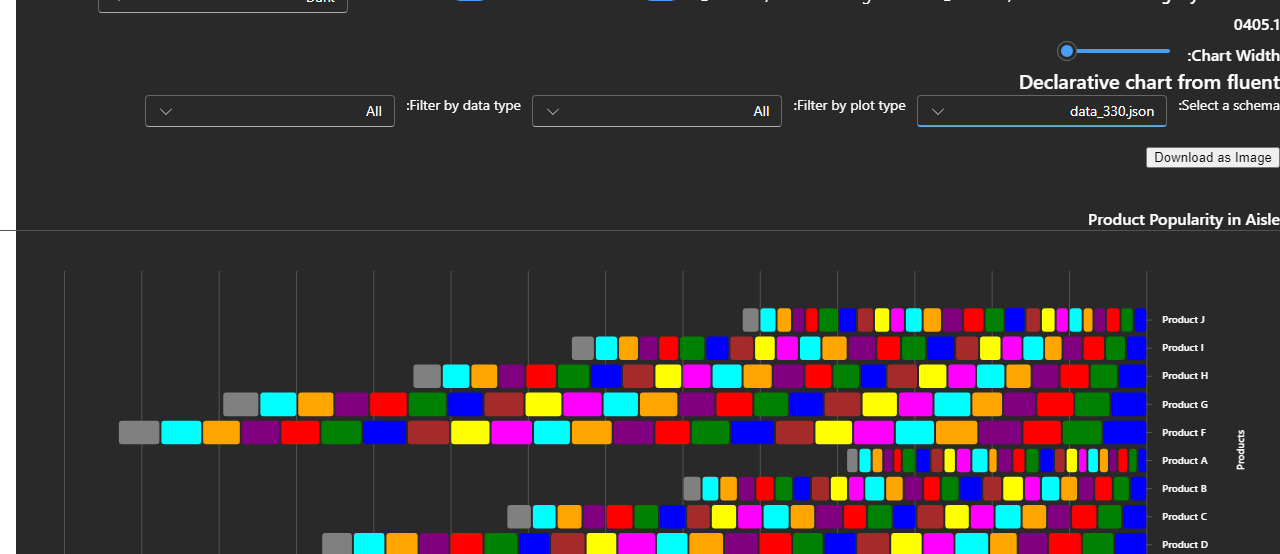 0405.1
:Chart Width
Declarative chart from fluent
:Select a schema
data_330.json
:Filter by plot type
All
:Filter by data type
All
Download as Image
Product Popularity in Aisle
Product J
Product I
Product H
Product G
Product F
Product A
Product B
Product C
Product D
Products